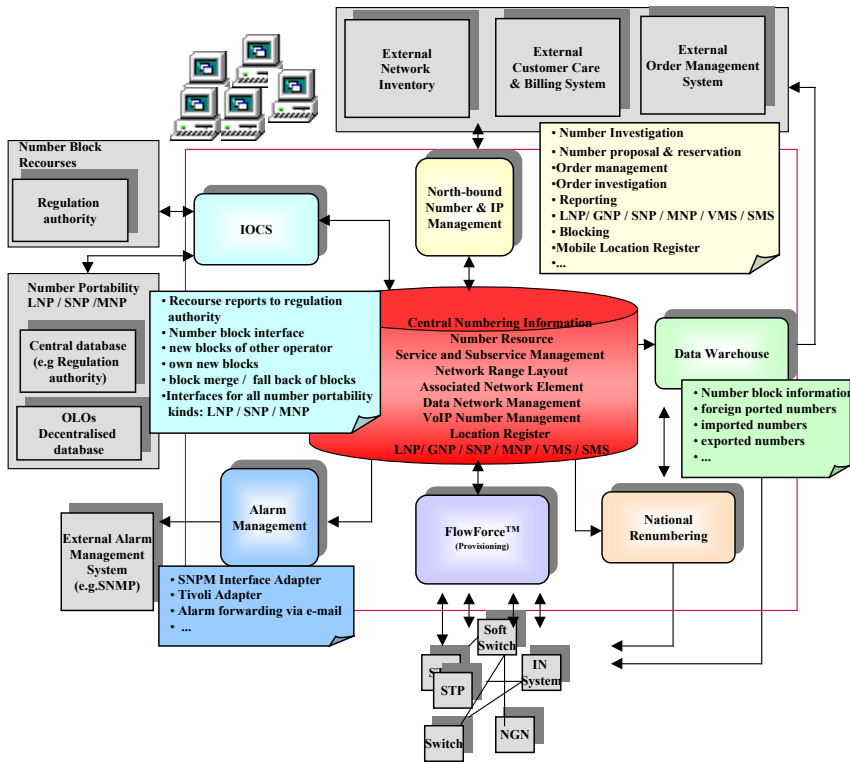 External
Network
Inventory
External
Customer Care
& Billing System
External
Order Management
System
Number Block
Recourses
Regulation
authority
IOCS
North-bound
Number & IP
Management
• Number Investigation
• Number proposal & reservation
•Order management
• Order investigation
• Reporting
• LNP/ GNP / SNP / MNP / VMS / SMS
• Blocking
•Mobile Location Register
•...
Number Portability
LNP / SNP /MNP
Central database
(e.g Regulation
authority)
OLOs
Decentralised
database
• Recourse reports to regulation
authority
• Number block interface
• new blocks of other operator
• own new blocks
• block merge / fall back of blocks
•Interfaces for all number portability
kinds: LNP / SNP / MNP
Central Numbering Information
Number Resource
Service and Subservice Management
Network Range Layout
Associated Network Element
Data Network Management
VoIP Number Management
Location Register
LNP/ GNP / SNP / MNP / VMS / SMS
Data Warehouse
• Number block information
• foreign ported numbers
• imported numbers
• exported numbers
• ...
Alarm
Management
FlowForce™
(Provisioning)
National
Renumbering
External Alarm
Management
System
(e.g.SNMP)
• SNPM Interface Adapter
• Tivoli Adapter
• Alarm forwarding via e-mail
• ...
Soft
Switch
STP
IN
System
Switch
NGN